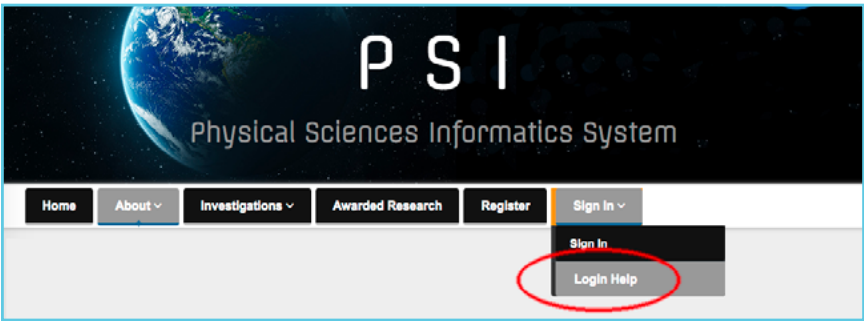 P S I
Physical Sciences Informatics System
Home About Investigations Awarded Research Register Sign In
Sign In
Login Help